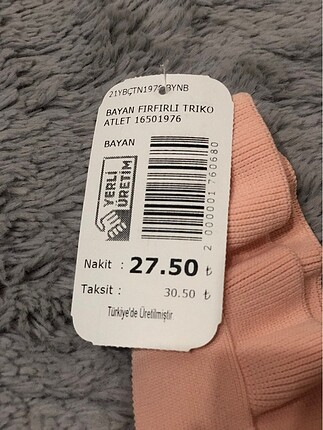 BAYAN FIRFIRLI TRIKO
ATLET 16501976
BAYAN
YERLİ
ÜRETİM
2 000001 760680
Nakit : 27.50 ₺
Taksit : 30.50 ₺
Türkiye'de Üretilmiştir